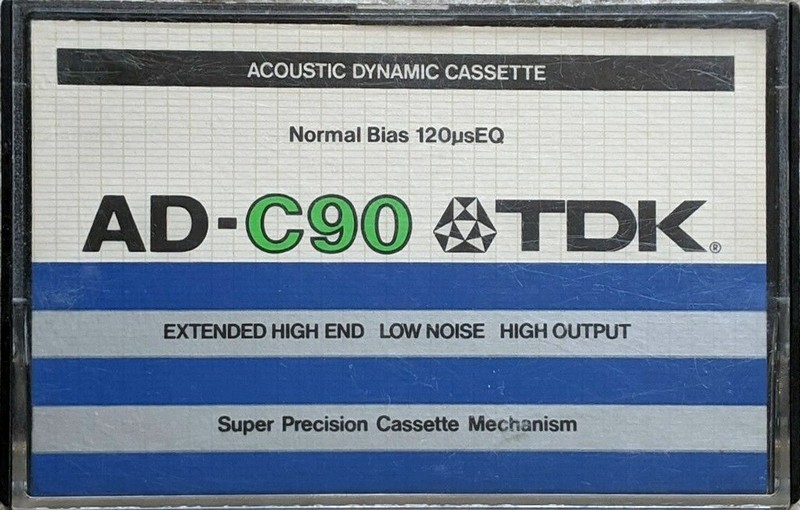 ACOUSTIC DYNAMIC CASSETTE
Normal Bias 120µsEQ
AD-C90 TDK®
EXTENDED HIGH END LOW NOISE HIGH OUTPUT
Super Precision Cassette Mechanism